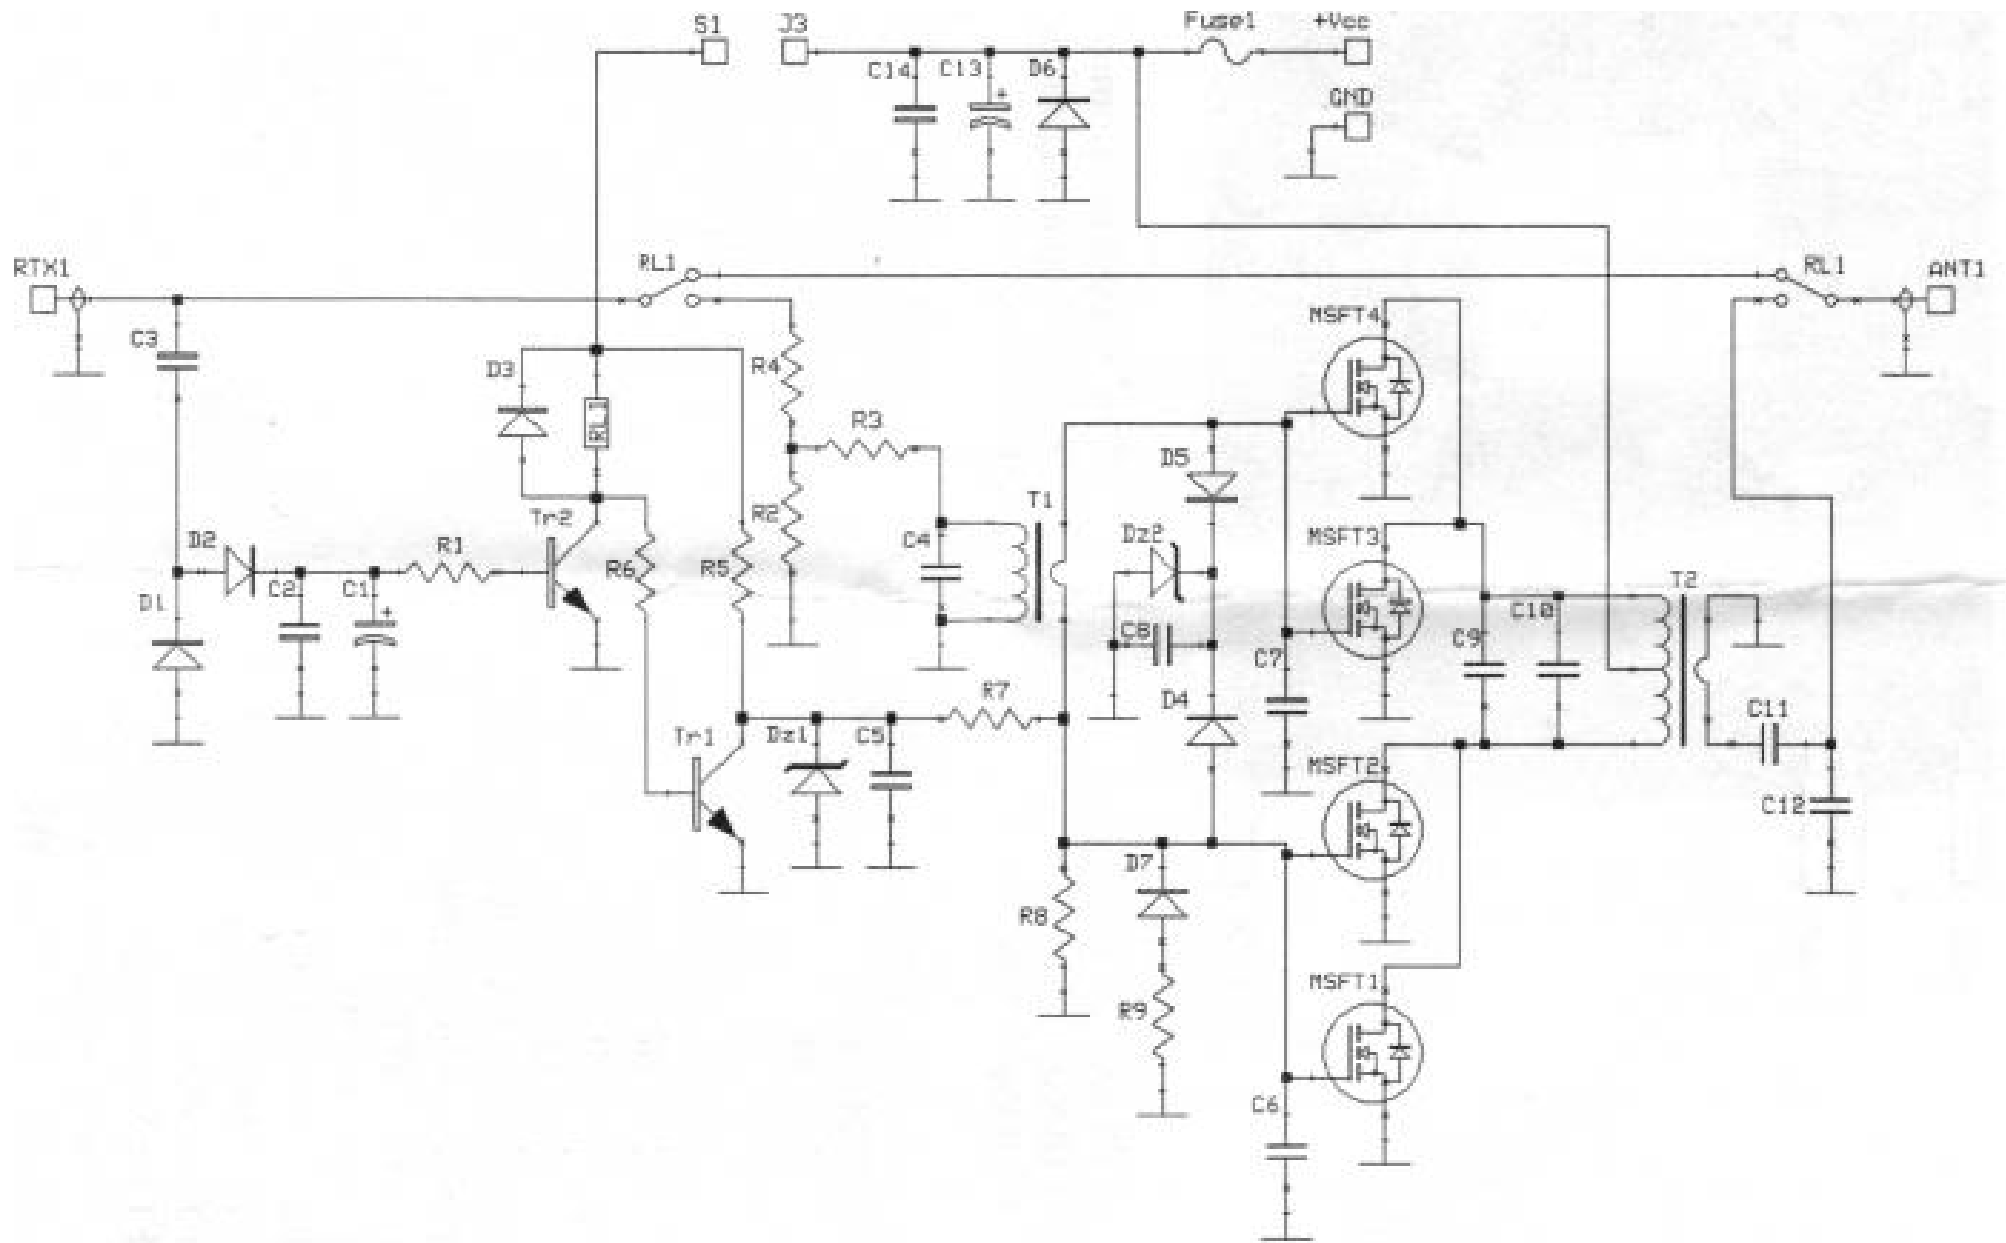 S1 J3 Fuse1 +Vcc
C14 C13 D6
GND
RTX1 RL1 RL1 ANT1
MSFT4
C3
D3 R4
RL1 R3
D5
T1
R2
Tr2 Dz2 MSFT3
D2 R1 C4
R6 R5 T2
D1 C2 C1 C10
C8 C9
C7
R7 D4
C11
Tr1 Dz1 C5 MSFT2
C12
D7
R8
MSFT1
R9
C6